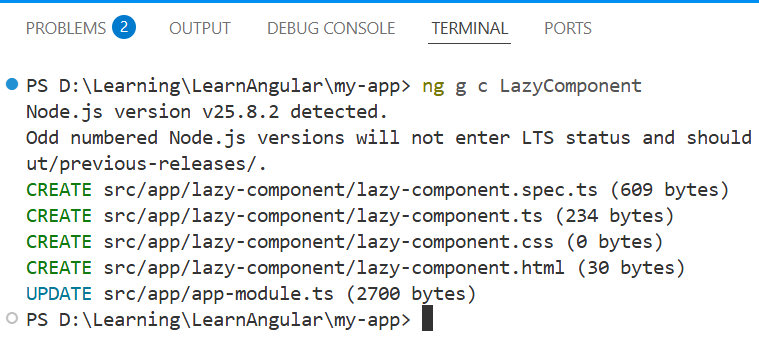 PROBLEMS 2 OUTPUT DEBUG CONSOLE TERMINAL PORTS
PS D:\Learning\LearnAngular\my-app> ng g c LazyComponent
Node.js version v25.8.2 detected.
Odd numbered Node.js versions will not enter LTS status and should
ut/previous-releases/.
CREATE src/app/lazy-component/lazy-component.spec.ts (609 bytes)
CREATE src/app/lazy-component/lazy-component.ts (234 bytes)
CREATE src/app/lazy-component/lazy-component.css (0 bytes)
CREATE src/app/lazy-component/lazy-component.html (30 bytes)
UPDATE src/app/app-module.ts (2700 bytes)
PS D:\Learning\LearnAngular\my-app>